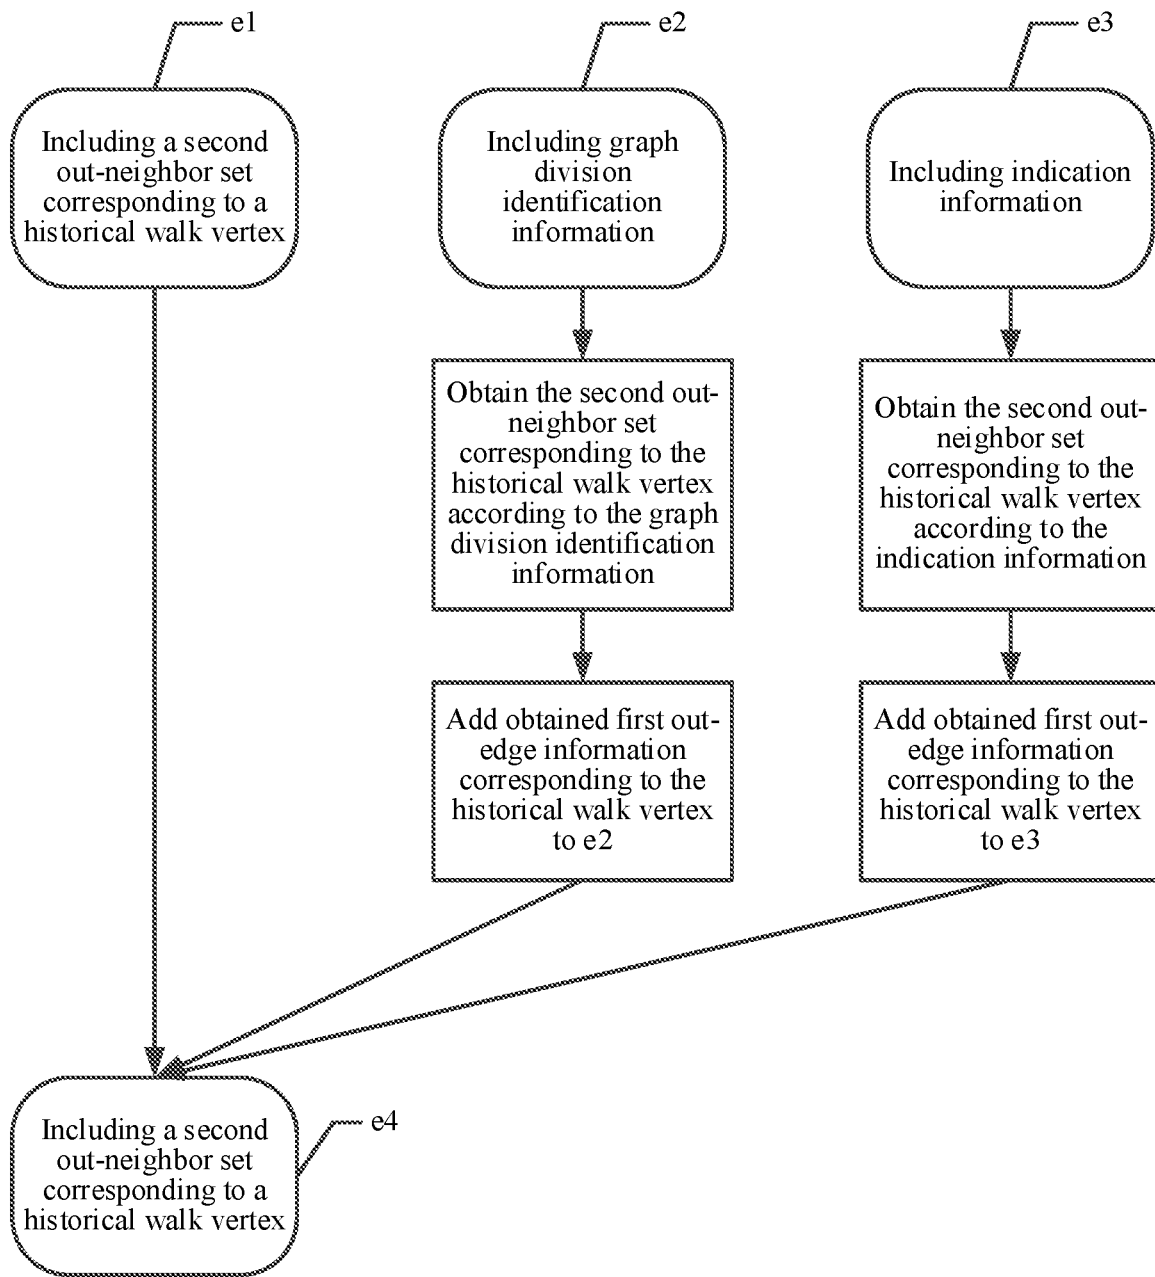 e1
e2
e3
Including a second
out-neighbor set
corresponding to a
historical walk vertex
Including graph
division
identification
information
Including indication
information
Obtain the second out-
neighbor set
corresponding to the
historical walk vertex
according to the graph
division identification
information
Obtain the second out-
neighbor set
corresponding to the
historical walk vertex
according to the
indication information
Add obtained first out-
edge information
corresponding to the
historical walk vertex
to e2
Add obtained first out-
edge information
corresponding to the
historical walk vertex
to e3
Including a second
out-neighbor set
corresponding to a
historical walk vertex
e4